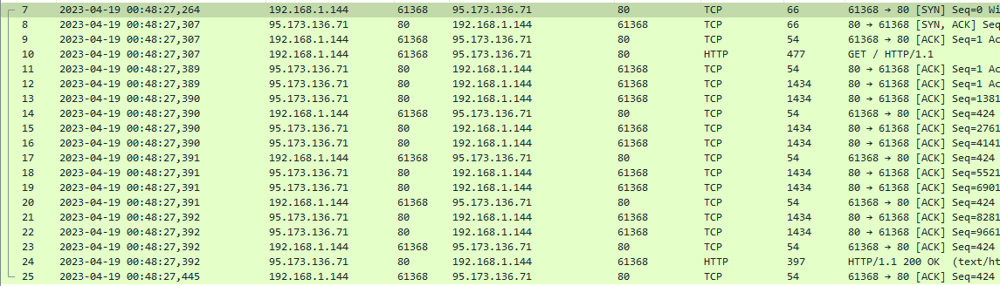 7 2023-04-19 00:48:27,264 192.168.1.144 61368 95.173.136.71 80 TCP 66 61368 → 80 [SYN] Seq=0 Wi
8 2023-04-19 00:48:27,307 95.173.136.71 80 192.168.1.144 61368 TCP 66 80 → 61368 [SYN, ACK] Seq
9 2023-04-19 00:48:27,307 192.168.1.144 61368 95.173.136.71 80 TCP 54 61368 → 80 [ACK] Seq=1 Ac
10 2023-04-19 00:48:27,308 192.168.1.144 61368 95.173.136.71 80 HTTP 477 GET / HTTP/1.1
11 2023-04-19 00:48:27,389 95.173.136.71 80 192.168.1.144 61368 TCP 54 80 → 61368 [ACK] Seq=1 Ac
12 2023-04-19 00:48:27,389 95.173.136.71 80 192.168.1.144 61368 TCP 1434 80 → 61368 [ACK] Seq=1 Ac
13 2023-04-19 00:48:27,390 95.173.136.71 80 192.168.1.144 61368 TCP 1434 80 → 61368 [ACK] Seq=1381
14 2023-04-19 00:48:27,390 192.168.1.144 61368 95.173.136.71 80 TCP 54 61368 → 80 [ACK] Seq=424
15 2023-04-19 00:48:27,390 95.173.136.71 80 192.168.1.144 61368 TCP 1434 80 → 61368 [ACK] Seq=2761
16 2023-04-19 00:48:27,390 95.173.136.71 80 192.168.1.144 61368 TCP 1434 80 → 61368 [ACK] Seq=4141
17 2023-04-19 00:48:27,391 192.168.1.144 61368 95.173.136.71 80 TCP 54 61368 → 80 [ACK] Seq=424
18 2023-04-19 00:48:27,391 95.173.136.71 80 192.168.1.144 61368 TCP 1434 80 → 61368 [ACK] Seq=5521
19 2023-04-19 00:48:27,391 95.173.136.71 80 192.168.1.144 61368 TCP 1434 80 → 61368 [ACK] Seq=6901
20 2023-04-19 00:48:27,391 192.168.1.144 61368 95.173.136.71 80 TCP 54 61368 → 80 [ACK] Seq=424
21 2023-04-19 00:48:27,392 95.173.136.71 80 192.168.1.144 61368 TCP 1434 80 → 61368 [ACK] Seq=8281
22 2023-04-19 00:48:27,392 95.173.136.71 80 192.168.1.144 61368 TCP 1434 80 → 61368 [ACK] Seq=9661
23 2023-04-19 00:48:27,392 192.168.1.144 61368 95.173.136.71 80 TCP 54 61368 → 80 [ACK] Seq=424
24 2023-04-19 00:48:27,392 95.173.136.71 80 192.168.1.144 61368 HTTP 397 HTTP/1.1 200 OK (text/ht
25 2023-04-19 00:48:27,445 192.168.1.144 61368 95.173.136.71 80 TCP 54 61368 → 80 [ACK] Seq=424